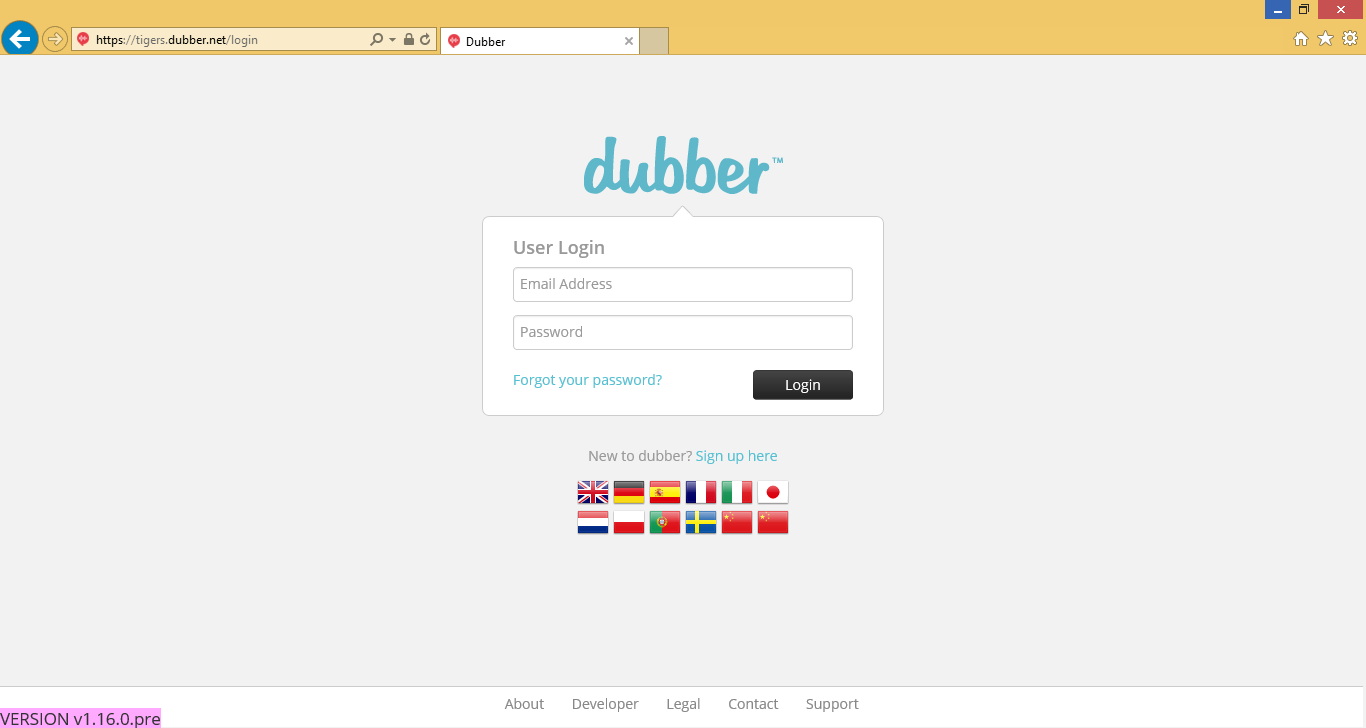 https://tigers.dubber.net/login
Dubber
dubber™
User Login
Email Address
Password
Forgot your password?
Login
New to dubber? Sign up here
About Developer Legal Contact Support
VERSION v1.16.0.pre